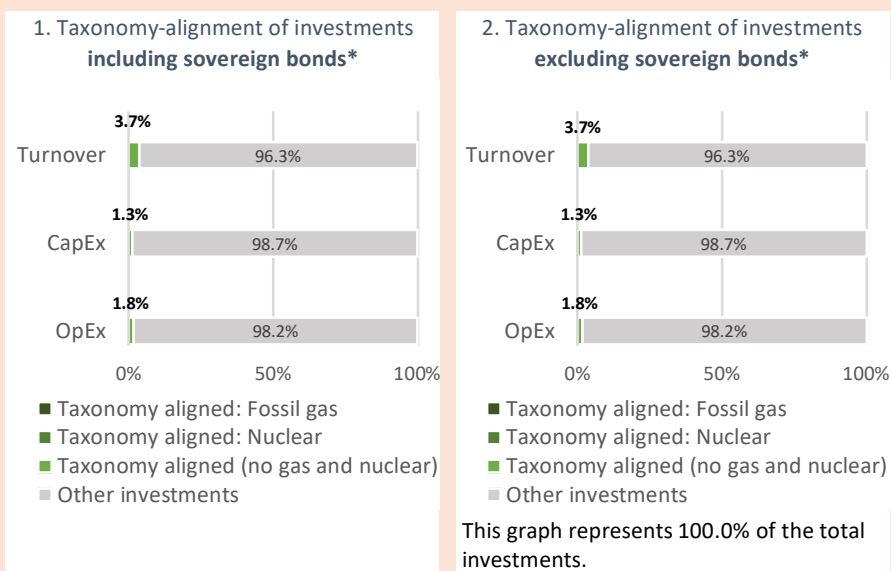 1. Taxonomy-alignment of investments
including sovereign bonds*
3.7%
Turnover
96.3%
1.3%
CapEx
98.7%
1.8%
OpEx
98.2%
0%
50%
100%
Taxonomy aligned: Fossil gas
Taxonomy aligned: Nuclear
Taxonomy aligned (no gas and nuclear)
Other investments
2. Taxonomy-alignment of investments
excluding sovereign bonds*
3.7%
Turnover
96.3%
1.3%
CapEx
98.7%
1.8%
OpEx
98.2%
0%
50%
100%
Taxonomy aligned: Fossil gas
Taxonomy aligned: Nuclear
Taxonomy aligned (no gas and nuclear)
Other investments
This graph represents 100.0% of the total
investments.